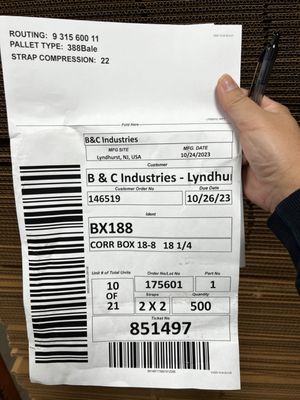 ROUTING: 9 315 600 11
PALLET TYPE: 388Bale
STRAP COMPRESSION: 22
Fold Here
B&C Industries
MFG SITE MFG. DATE
Lyndhurst, NJ, USA 10/24/2023
Customer
B & C Industries - Lyndhur
Customer Order No Due Date
146519 10/26/23
Ident
BX188
CORR BOX 18-8 18 1/4
Unit # of Total Units Order No/Lot No Part No
10 OF 21 175601 1
Straps Quantity
2 X 2 500
Ticket No
851497